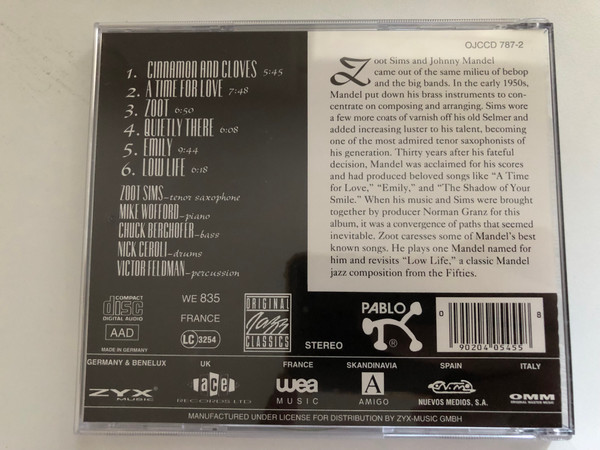 OJCCD 787-2
1. CINNAMON AND CLOVES 5:45
2. A TIME FOR LOVE 7:48
3. ZOOT 6:50
4. QUIETLY THERE 6:08
5. EMILY 9:44
6. LOW LIFE 6:18
ZOOT SIMS–tenor saxophone
MIKE WOFFORD–piano
CHUCK BERGHOFER–bass
NICK CEROLI–drums
VICTOR FELDMAN–percussion
Zoot Sims and Johnny Mandel
came out of the same milieu of bebop
and the big bands. In the early 1950s,
Mandel put down his brass instruments to con-
centrate on composing and arranging. Sims wore
a few more coats of varnish off his old Selmer and
added increasing luster to his talent, becoming
one of the most admired tenor saxophonists of
his generation. Thirty years after his fateful
decision, Mandel was acclaimed for his scores
and had produced beloved songs like “A Time
for Love,” “Emily,” and “The Shadow of Your
Smile.” When his music and Sims were brought
together by producer Norman Granz for this
album, it was a convergence of paths that seemed
inevitable. Zoot caresses some of Mandel's best
known songs. He plays one Mandel named for
him and revisits “Low Life,” a classic Mandel
jazz composition from the Fifties.
COMPACT
disc
DIGITAL AUDIO
AAD
MADE IN GERMANY
WE 835
FRANCE
LC 3254
ORIGINAL
Jazz
CLASSICS
STEREO
PABLO
®
0 90204 05455 8
GERMANY & BENELUX
UK
FRANCE
SKANDINAVIA
SPAIN
ITALY
ZYX
MUSIC
ace
RECORDS LTD
wea
MUSIC
A
AMIGO
N.M.
NUEVOS MEDIOS, S.A.
OMM
ORIGINAL MASTER MUSIC
MANUFACTURED UNDER LICENSE FOR DISTRIBUTION BY ZYX-MUSIC GMBH